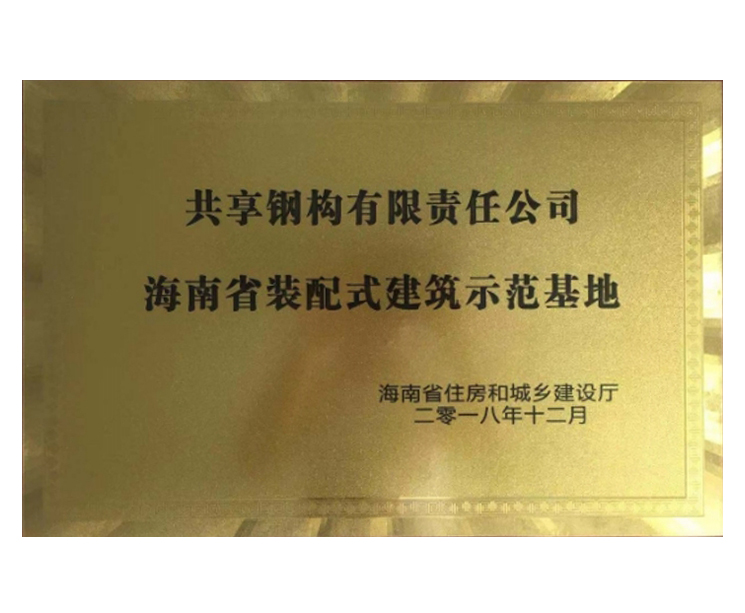 共享钢构有限责任公司
海南省装配式建筑示范基地
海南省住房和城乡建设厅
二零一八年十二月